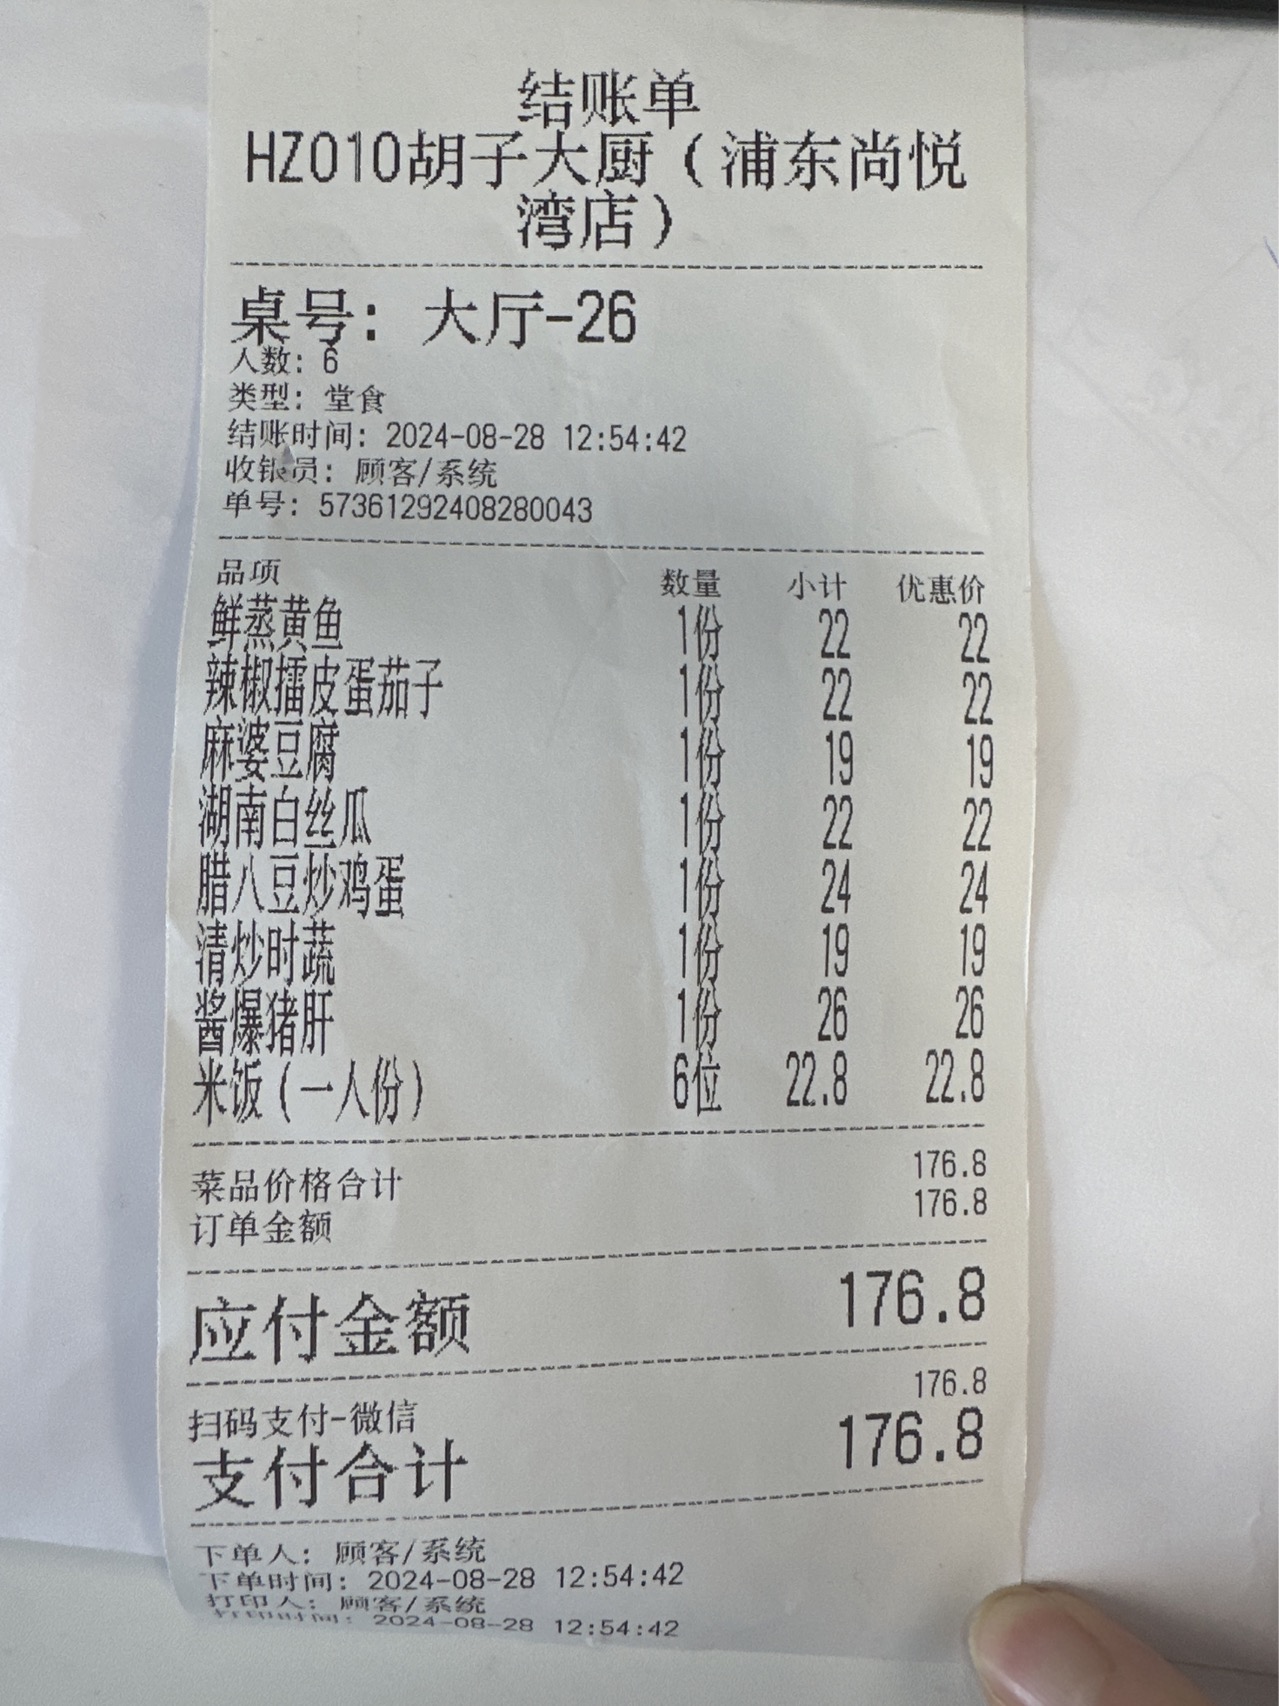 结账单
HZ010胡子大厨（浦东尚悦
湾店）
桌号：大厅-26
人数：6
类型：堂食
结账时间：2024-08-28 12:54:42
收银员：顾客/系统
单号：57361292408280043
品项 数量 小计 优惠价
鲜蒸黄鱼 1份 22 22
辣椒擂皮蛋茄子 1份 22 22
麻婆豆腐 1份 19 19
湖南白丝瓜 1份 22 22
腊八豆炒鸡蛋 1份 24 24
清炒时蔬 1份 19 19
酱爆猪肝 1份 26 26
米饭（一人份） 6位 22.8 22.8
菜品价格合计 176.8
订单金额 176.8
应付金额 176.8
扫码支付-微信 176.8
支付合计 176.8
下单人：顾客/系统
下单时间：2024-08-28 12:54:42
打印人：顾客/系统
打印时间：2024-08-28 12:54:42